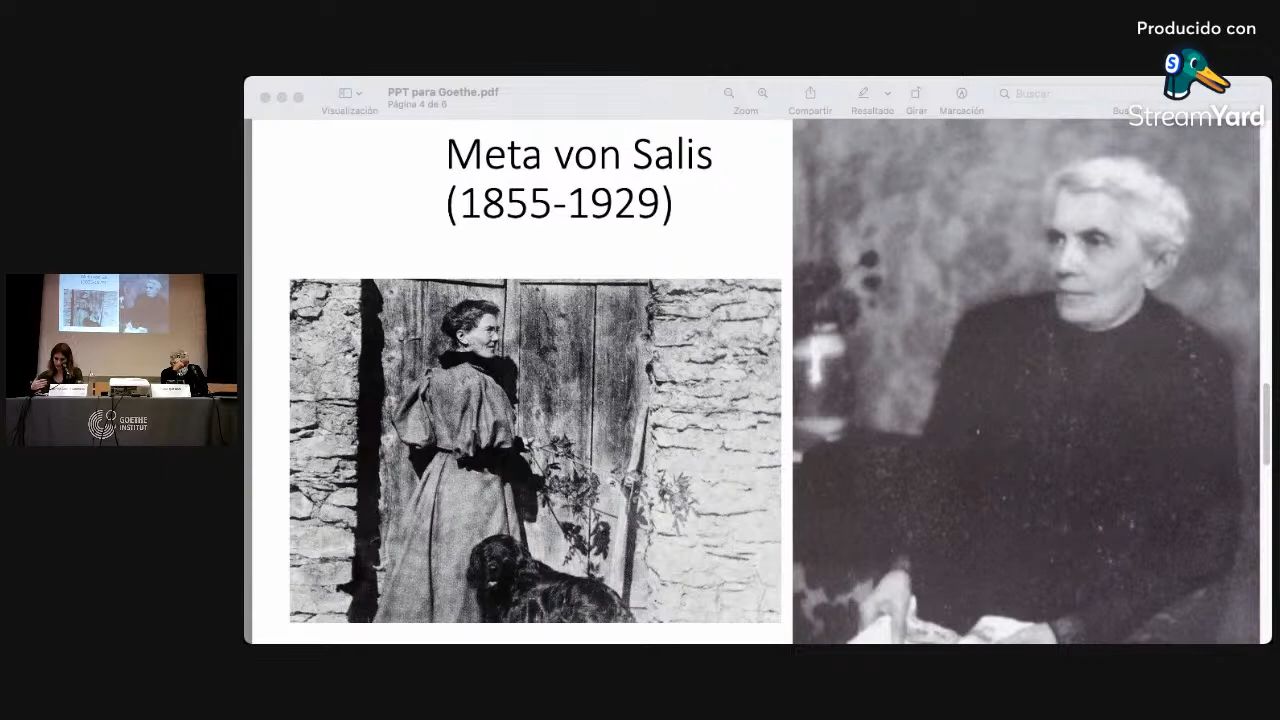 Producido con
S
StreamYard
PPT para Goethe.pdf
Página 4 de 6
Visualización
Zoom
Compartir
Resaltado
Girar
Marcación
Buscar
Meta von Salis
(1855-1929)
GOETHE
INSTITUT